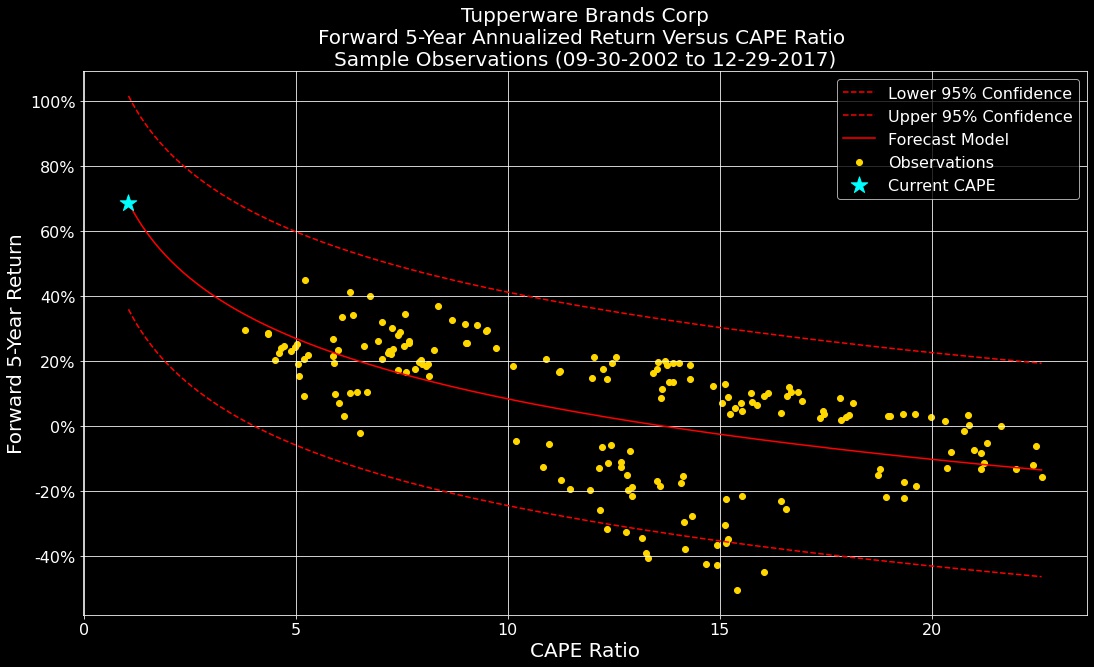 Tupperware Brands Corp
Forward 5-Year Annualized Return Versus CAPE Ratio
Sample Observations (09-30-2002 to 12-29-2017)
Lower 95% Confidence
Upper 95% Confidence
Forecast Model
Observations
Current CAPE
Forward 5-Year Return
100%
80%
60%
40%
20%
0%
-20%
-40%
0 5 10 15 20
CAPE Ratio